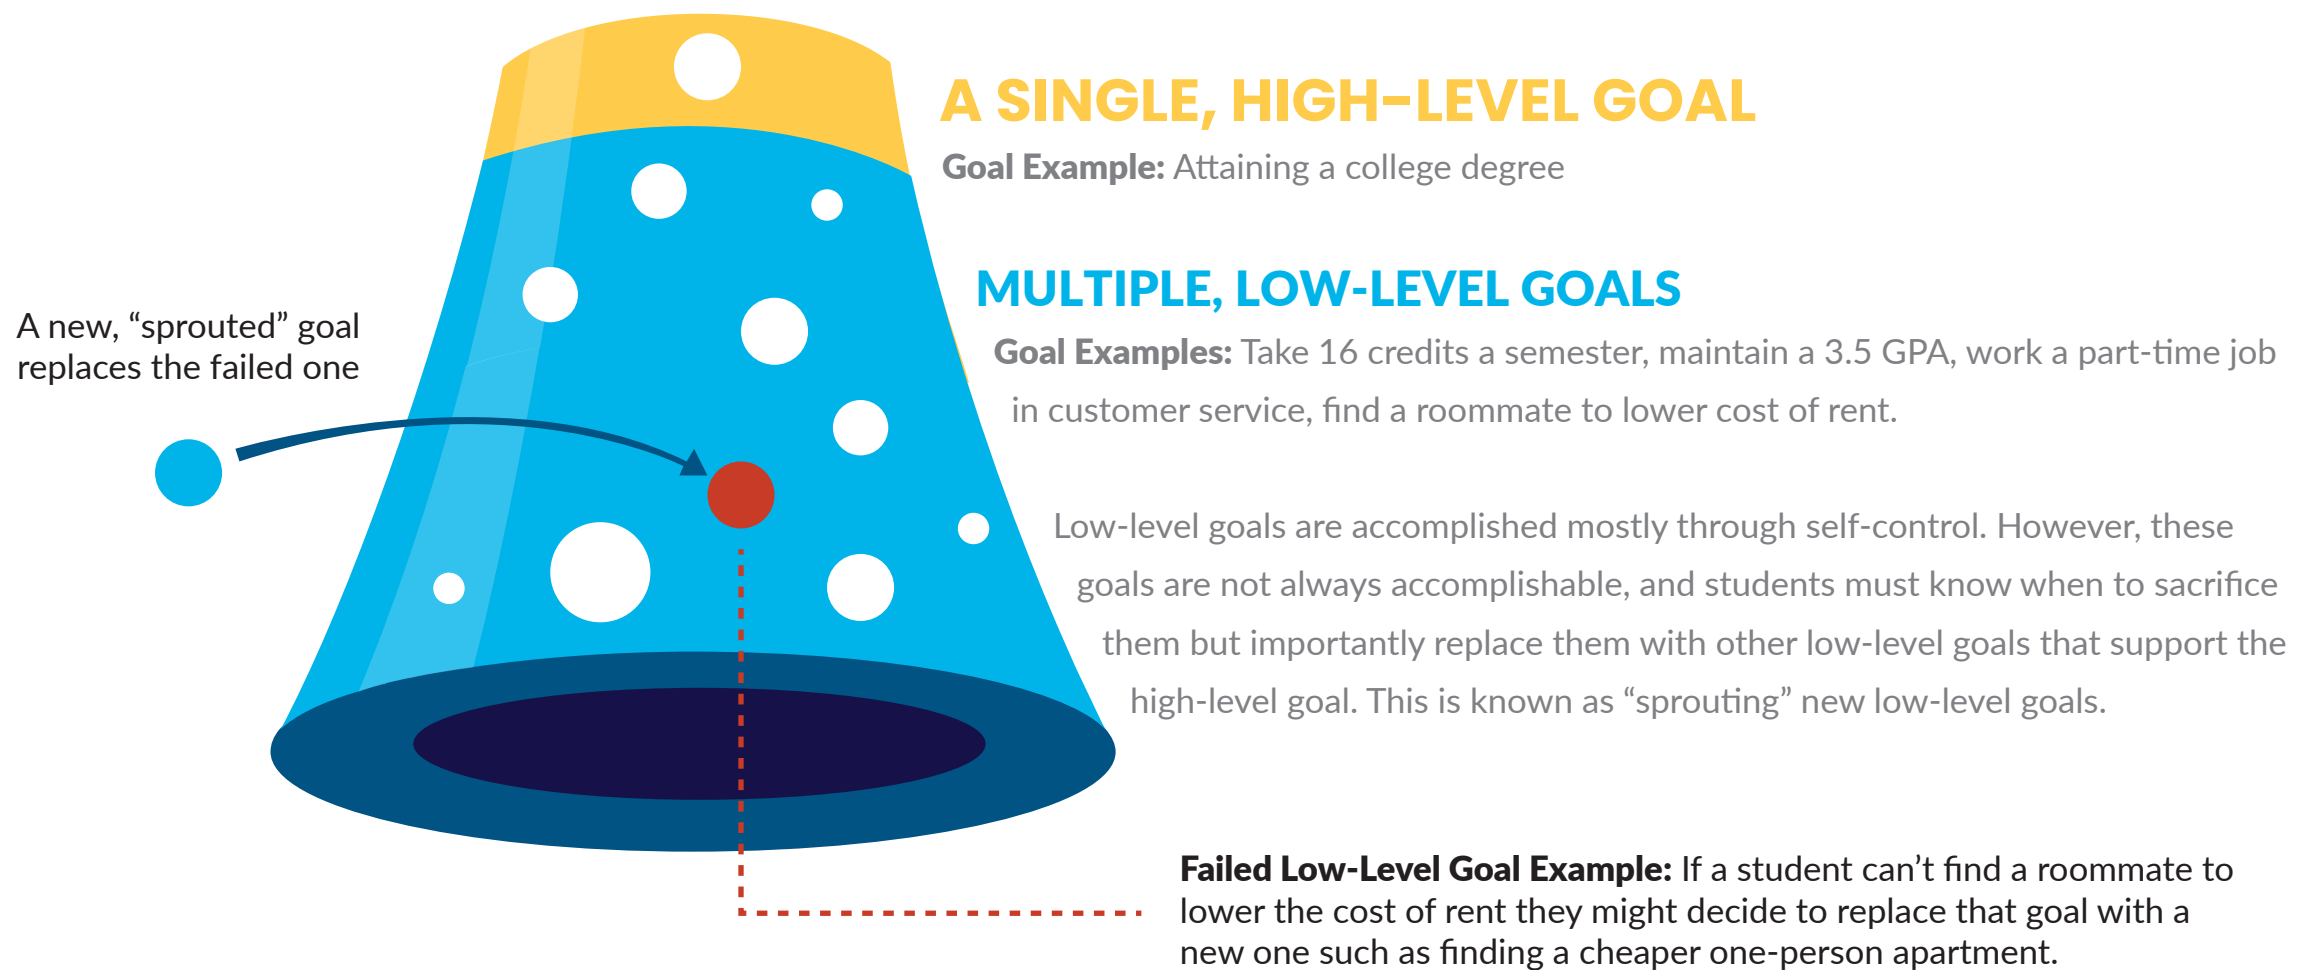 A SINGLE, HIGH-LEVEL GOAL
Goal Example: Attaining a college degree
MULTIPLE, LOW-LEVEL GOALS
Goal Examples: Take 16 credits a semester, maintain a 3.5 GPA, work a part-time job
in customer service, find a roommate to lower cost of rent.
A new, “sprouted” goal
replaces the failed one
Low-level goals are accomplished mostly through self-control. However, these
goals are not always accomplishable, and students must know when to sacrifice
them but importantly replace them with other low-level goals that support the
high-level goal. This is known as “sprouting” new low-level goals.
Failed Low-Level Goal Example: If a student can’t find a roommate to
lower the cost of rent they might decide to replace that goal with a
new one such as finding a cheaper one-person apartment.